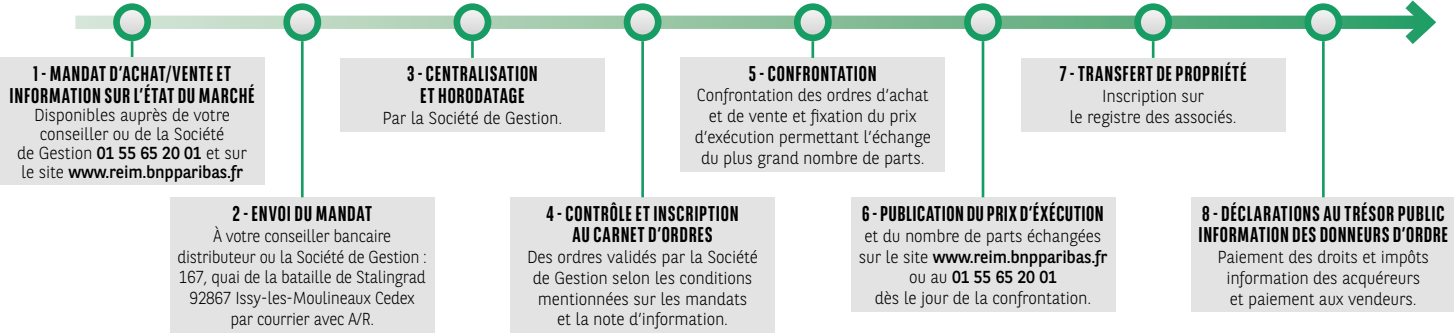 1 - MANDAT D'ACHAT/VENTE ET
INFORMATION SUR L'ÉTAT DU MARCHÉ
Disponibles auprès de votre
conseiller ou de la Société
de Gestion 01 55 65 20 01 et sur
le site www.reim.bnpparibas.fr
2 - ENVOI DU MANDAT
À votre conseiller bancaire
distributeur ou la Société de Gestion :
167, quai de la bataille de Stalingrad
92867 Issy-les-Moulineaux Cedex
par courrier avec A/R.
3 - CENTRALISATION
ET HORODATAGE
Par la Société de Gestion.
4 - CONTRÔLE ET INSCRIPTION
AU CARNET D'ORDRES
Des ordres validés par la Société
de Gestion selon les conditions
mentionnées sur les mandats
et la note d'information.
5 - CONFRONTATION
Confrontation des ordres d'achat
et de vente et fixation du prix
d'exécution permettant l'échange
du plus grand nombre de parts.
6 - PUBLICATION DU PRIX D'ÉXÉCUTION
et du nombre de parts échangées
sur le site www.reim.bnpparibas.fr
ou au 01 55 65 20 01
dès le jour de la confrontation.
7 - TRANSFERT DE PROPRIÉTÉ
Inscription sur
le registre des associés.
8 - DÉCLARATIONS AU TRÉSOR PUBLIC
INFORMATION DES DONNEURS D'ORDRE
Paiement des droits et impôts
information des acquéreurs
et paiement aux vendeurs.